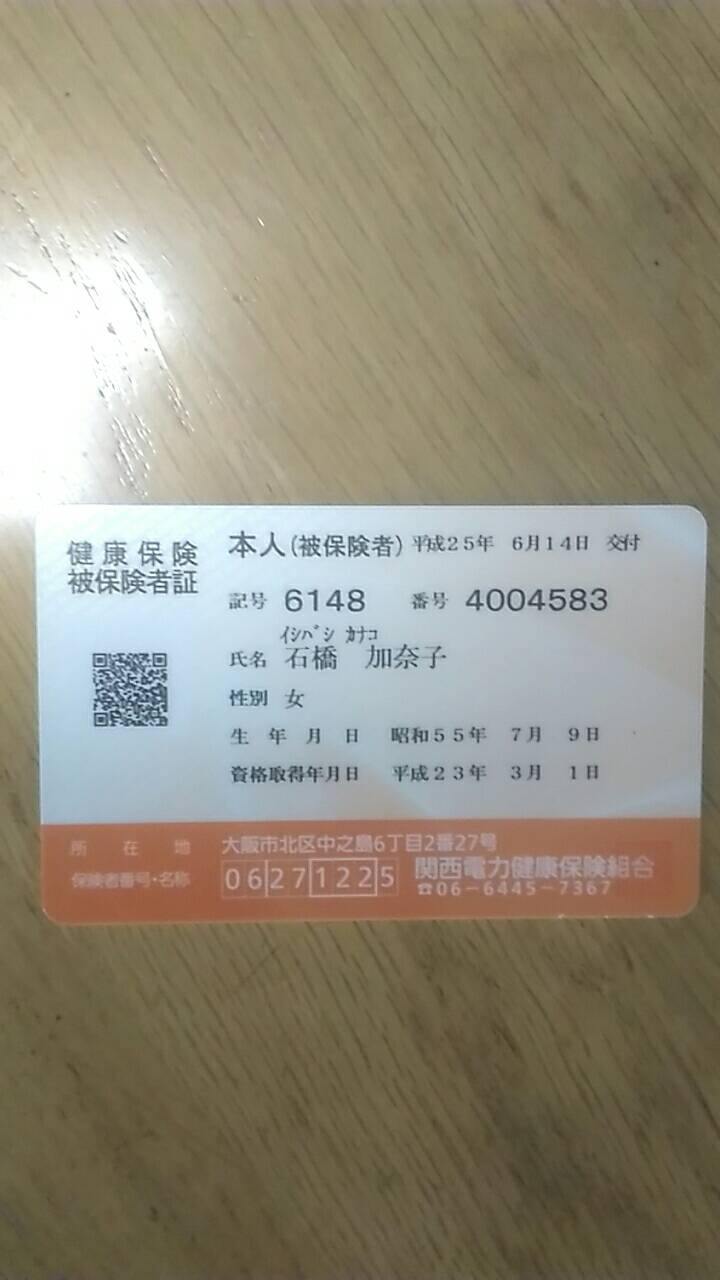 健康保険
被保険者証
本人(被保険者) 平成25年 6月14日 交付
記号 6148 番号 4004583
イシバシ カナコ
氏名 石橋 加奈子
性別 女
生年月日 昭和55年 7月 9日
資格取得年月日 平成23年 3月 1日
所在地 大阪市北区中之島6丁目2番27号
保険者番号・名称 06271225 関西電力健康保険組合
☎06-6445-7367